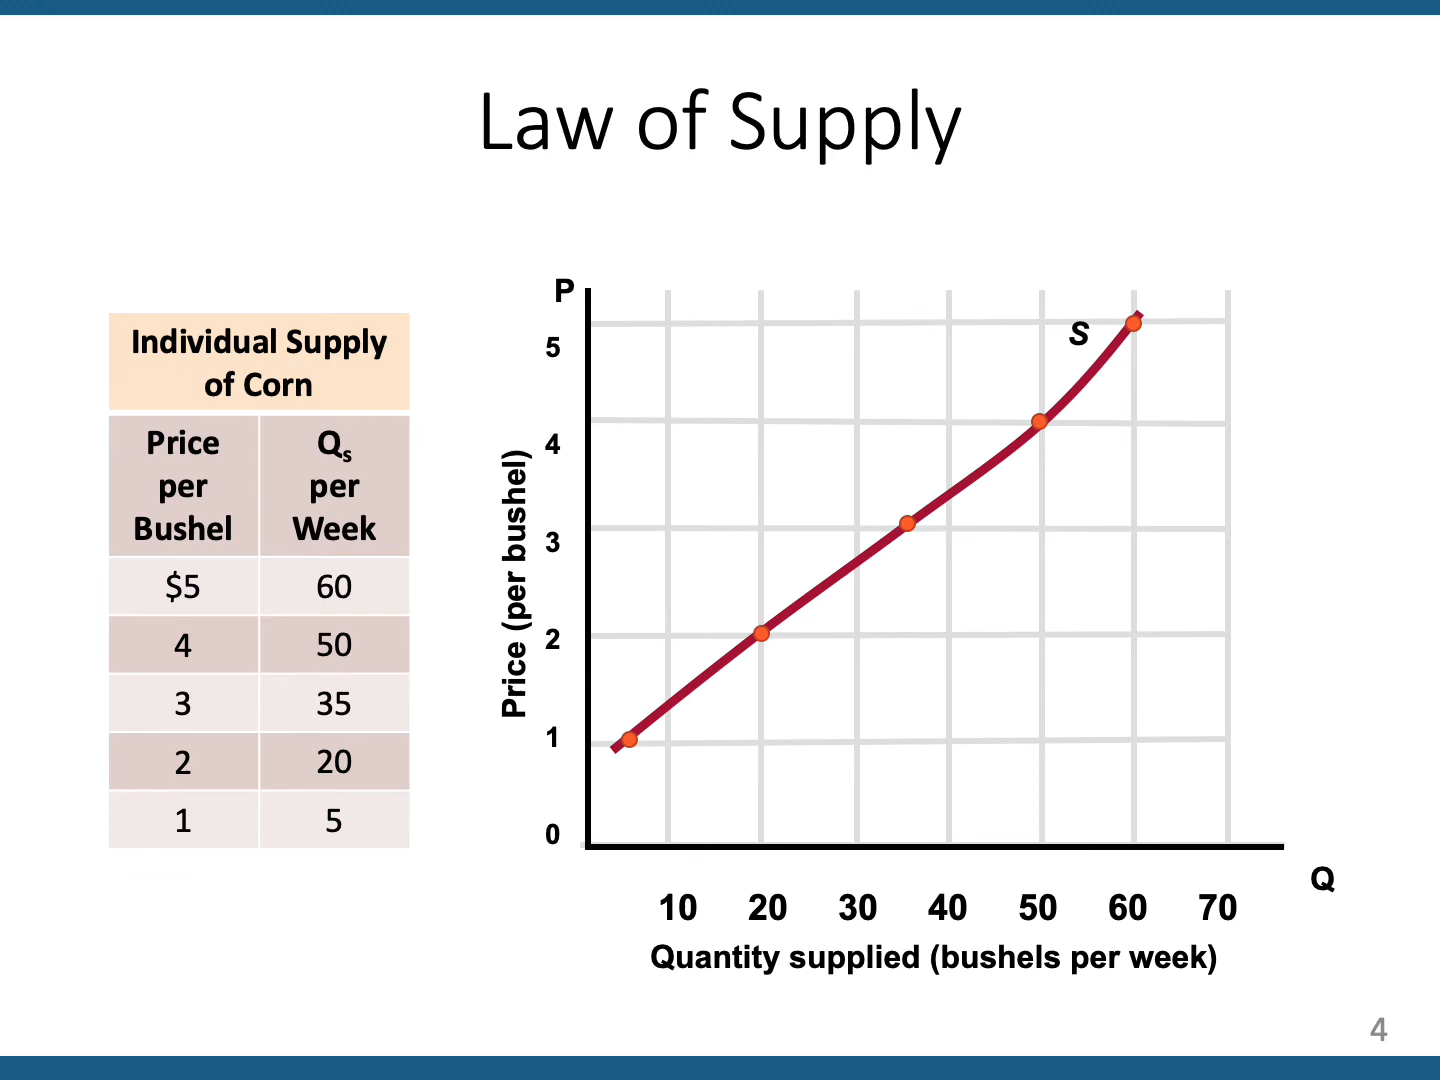 Law of Supply
Individual Supply
of Corn
Price
per
Bushel
Qs
per
Week
$5 60
4 50
3 35
2 20
1 5
P
5
4
3
2
1
0
Price (per bushel)
S
Q
10 20 30 40 50 60 70
Quantity supplied (bushels per week)
4